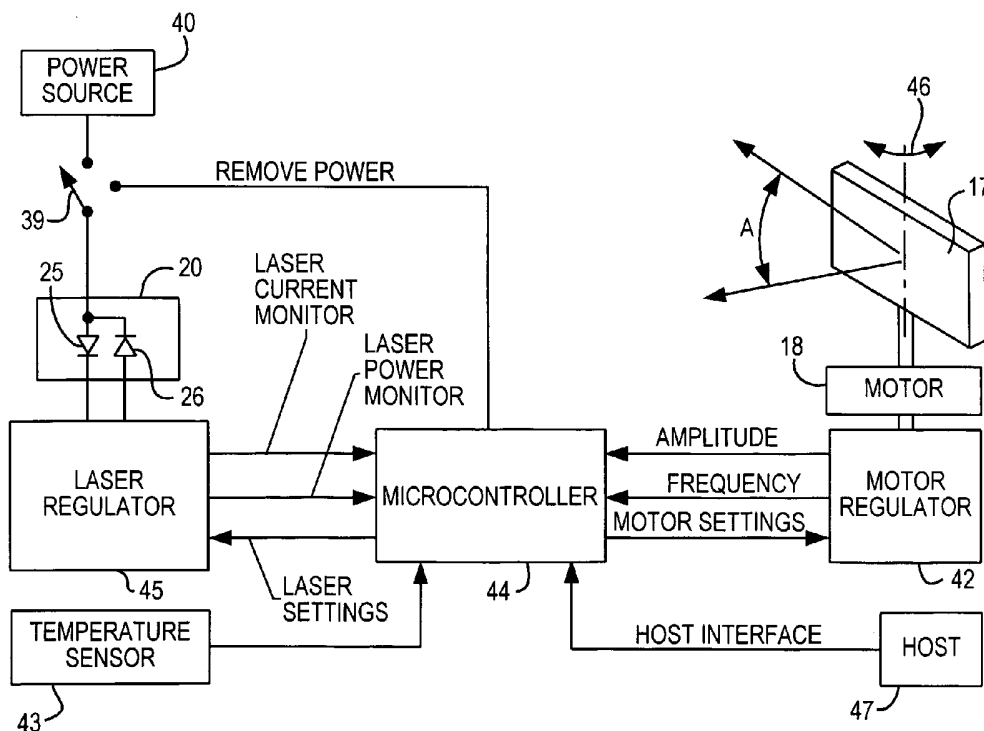 40
POWER
SOURCE
46
REMOVE POWER
17
39
A
LASER
CURRENT
MONITOR
20
25
LASER
POWER
MONITOR
26
18
MOTOR
LASER
REGULATOR
MICROCONTROLLER
AMPLITUDE
FREQUENCY
MOTOR SETTINGS
MOTOR
REGULATOR
45
LASER
SETTINGS
44
42
TEMPERATURE
SENSOR
HOST INTERFACE
HOST
43
47